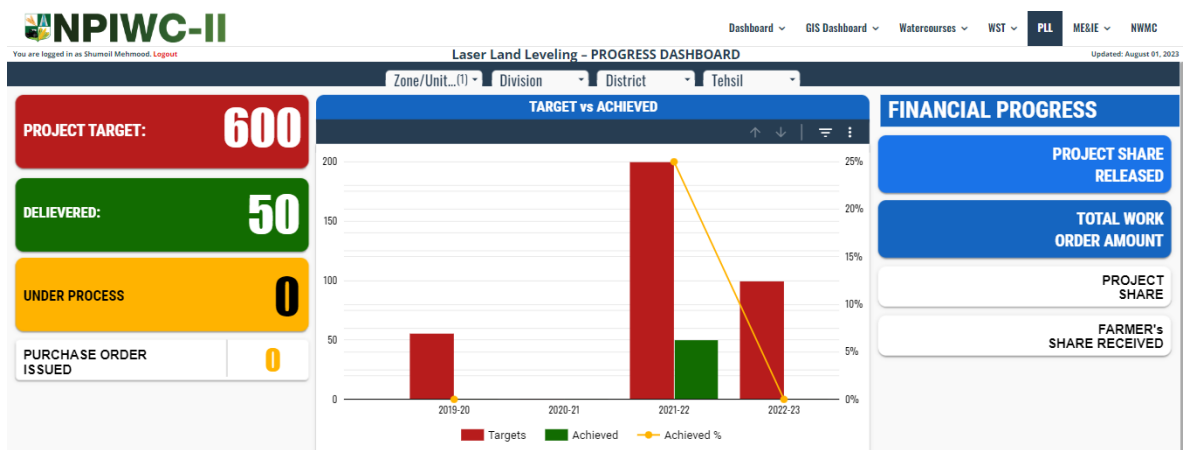 NPIWC-II
Dashboard
GIS Dashboard
Watercourses
WST
PLL
ME&IE
NWMC
You are logged in as Shumoil Mehmood. Logout
Laser Land Leveling – PROGRESS DASHBOARD
Updated: August 01, 2023
Zone/Unit...(1)
Division
District
Tehsil
PROJECT TARGET:
600
DELIEVERED:
50
UNDER PROCESS
0
PURCHASE ORDER
ISSUED
0
TARGET vs ACHIEVED
200
150
100
50
0
25%
20%
15%
10%
5%
0%
2019-20
2020-21
2021-22
2022-23
Targets
Achieved
Achieved %
FINANCIAL PROGRESS
PROJECT SHARE
RELEASED
TOTAL WORK
ORDER AMOUNT
PROJECT
SHARE
FARMER's
SHARE RECEIVED